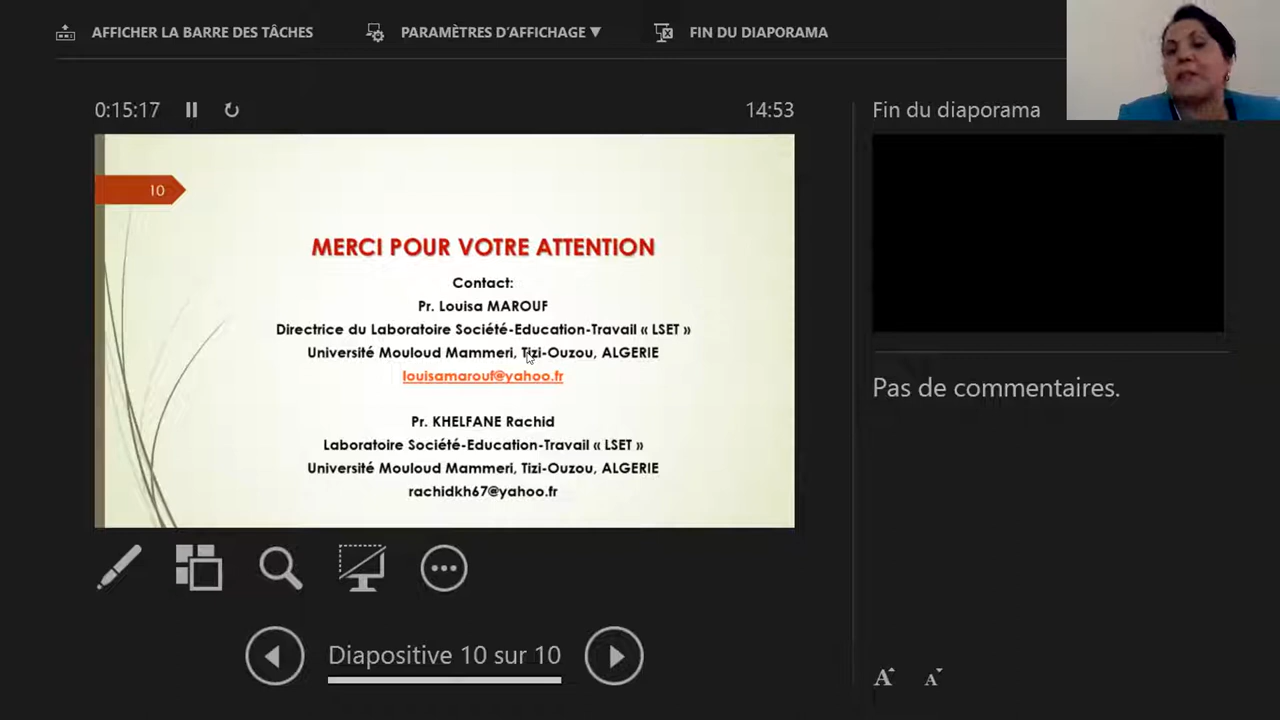 AFFICHER LA BARRE DES TÂCHES
PARAMÈTRES D'AFFICHAGE ▼
FIN DU DIAPORAMA
0:15:17
14:53
10
MERCI POUR VOTRE ATTENTION
Contact:
Pr. Louisa MAROUF
Directrice du Laboratoire Société-Education-Travail « LSET »
Université Mouloud Mammeri, Tizi-Ouzou, ALGERIE
louisamarouf@yahoo.fr
Pr. KHELFANE Rachid
Laboratoire Société-Education-Travail « LSET »
Université Mouloud Mammeri, Tizi-Ouzou, ALGERIE
rachidkh67@yahoo.fr
Diapositive 10 sur 10
Fin du diaporama
Pas de commentaires.
A A